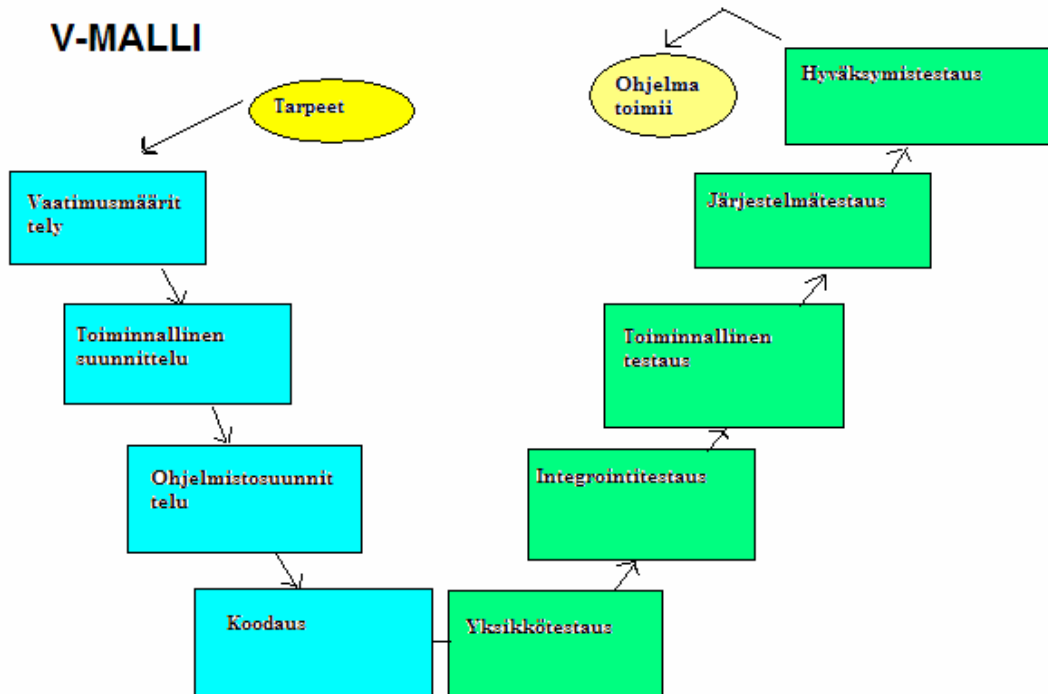 V-MALLI
Tarpeet
Vaatimusmäärit
tely
Toiminnallinen
suunnittelu
Ohjelmistosuunnit
telu
Koodaus
Yksikkötestaus
Integrointitestaus
Toiminnallinen
testaus
Järjestelmätestaus
Hyväksymistestaus
Ohjelma
toimii